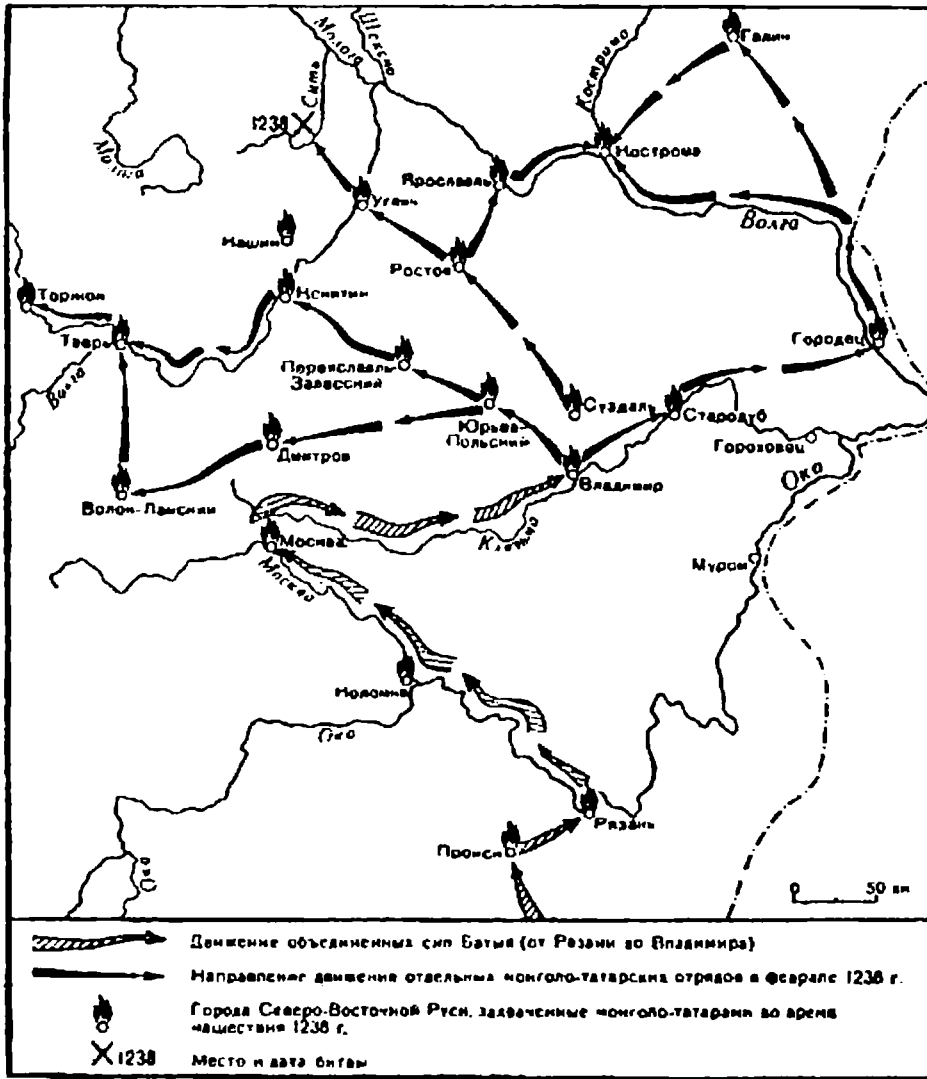 Галич
Кострома
Шексна
Молога
Сить
1238
Молога
Кострома
Ярославль
Углич
Волга
Кашин
Ростов
Торжок
Кснятин
Тверь
Городец
Волга
Переяславль
Залесский
Суздаль
Стародуб
Юрьев-
Польский
Гороховец
Дмитров
Ока
Владимир
Волок-Ламский
Клязьма
Москва
Муром
Москва
Коломна
Ока
Рязань
Пронск
Ока
0 50 км
Движение объединенных сил Батыя (от Рязани до Владимира)
Направление движения отдельных монголо-татарских отрядов в феврале 1238 г.
Города Северо-Восточной Руси, захваченные монголо-татарами во время
нашествия 1238 г.
1238 Место и дата битвы